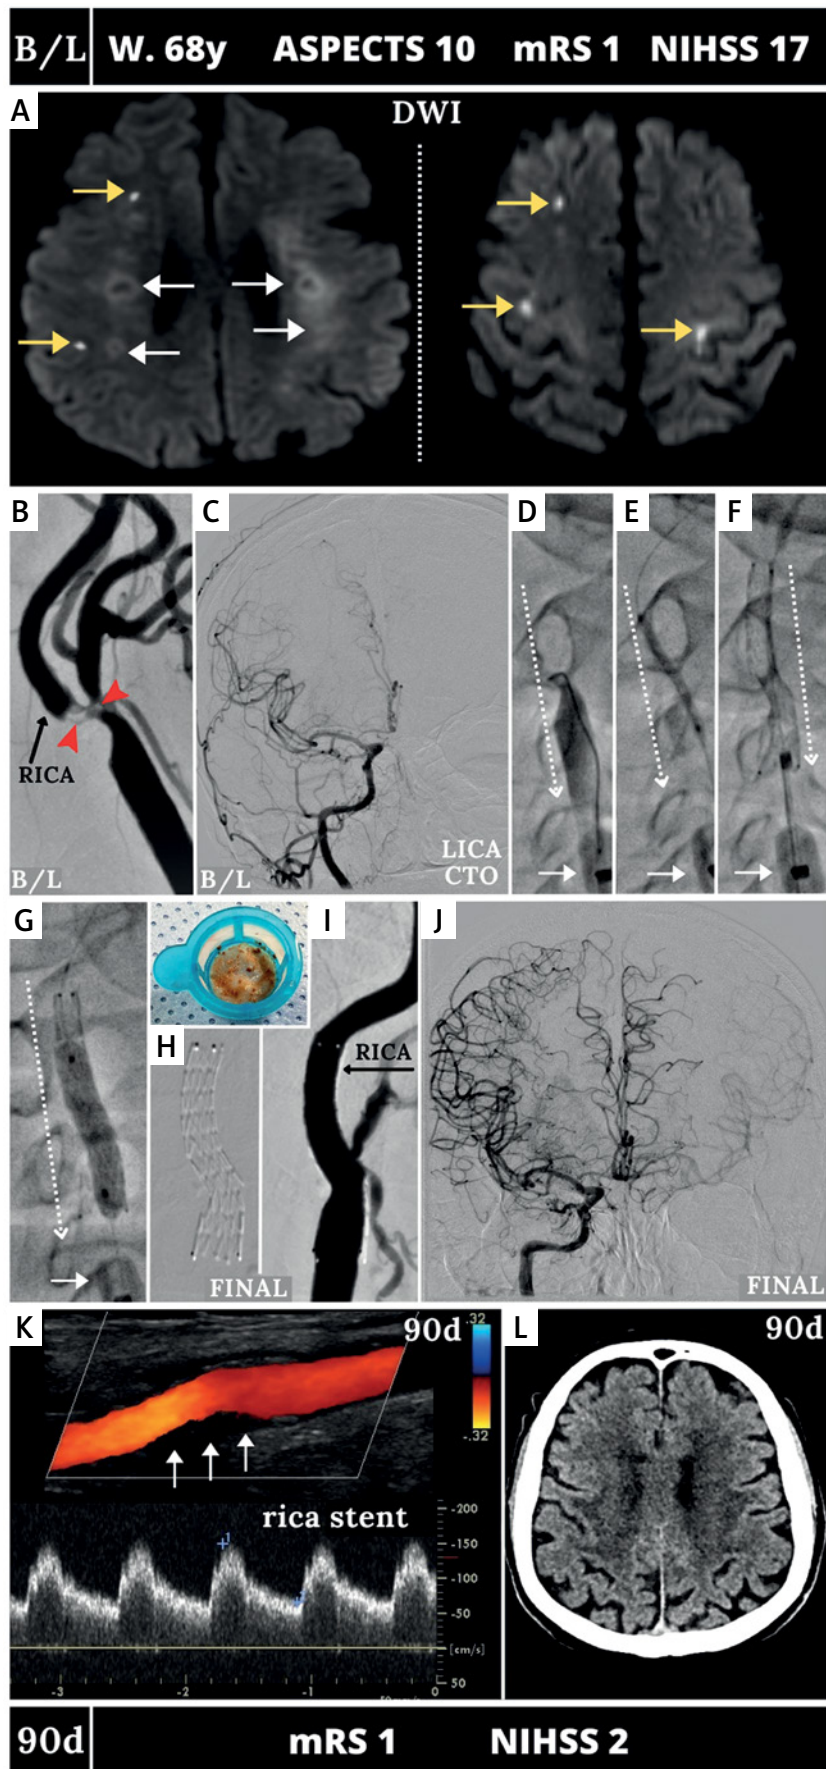 B/L W. 68y ASPECTS 10 mRS 1 NIHSS 17
A
DWI
B
RICA
B/L
C
LICA
CTO
B/L
D
E
F
G
H
FINAL
I
RICA
J
FINAL
K
90d
.32
-.32
rica stent
1
-200
-150
-100
-50
[cm/s]
50
-3
-2
-1
0
L
90d
90d mRS 1 NIHSS 2